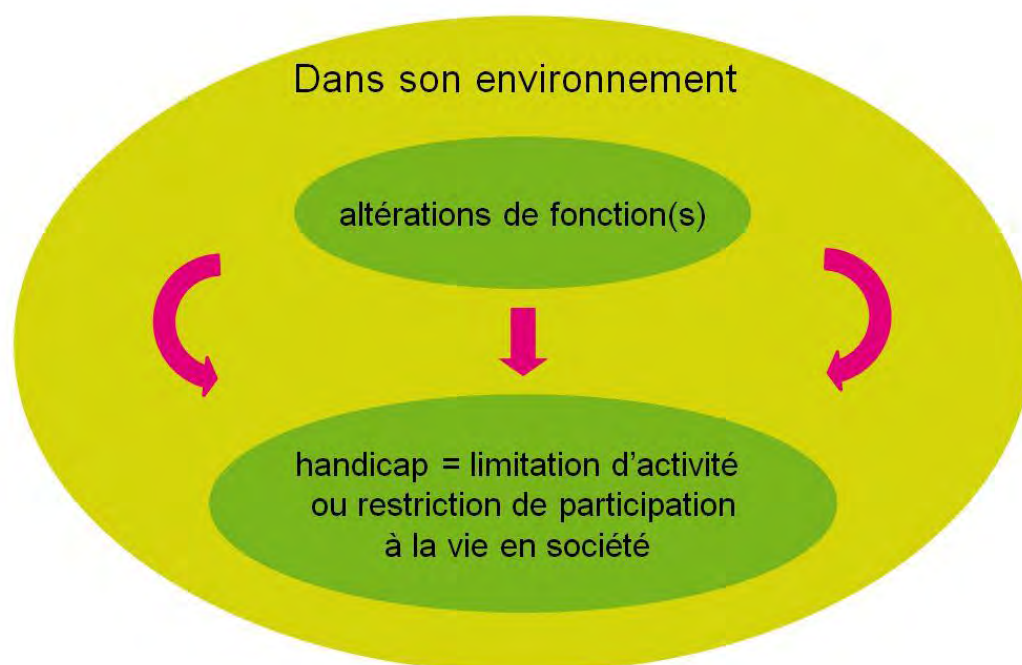 Dans son environnement
altérations de fonction(s)
handicap = limitation d’activité
ou restriction de participation
à la vie en société